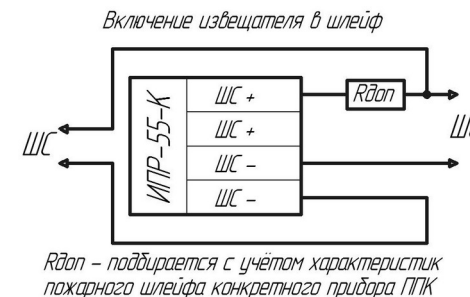 Включение извещателя в шлейф
ШС +
Rдоп
ШС +
ШС
ИПР-55-К
ШС -
ШС -
Rдоп - подбирается с учётом характеристик
пожарного шлейфа конкретного прибора ППК